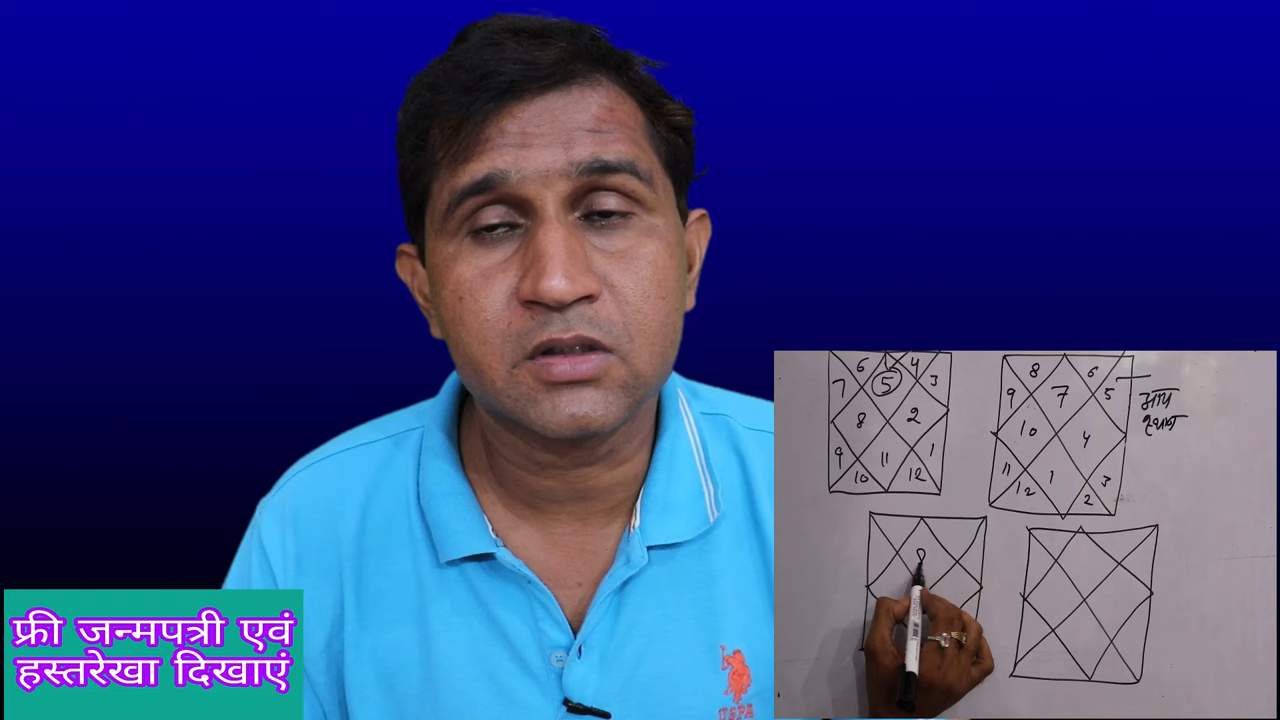 फ्री जन्मपत्री एवं
हस्तरेखा दिखाएं
USPA
6 4
7 5 3
8 2
9 11 1
10 12
8 6
9 7 5
10 4
11 1 3
12 2
स्थान